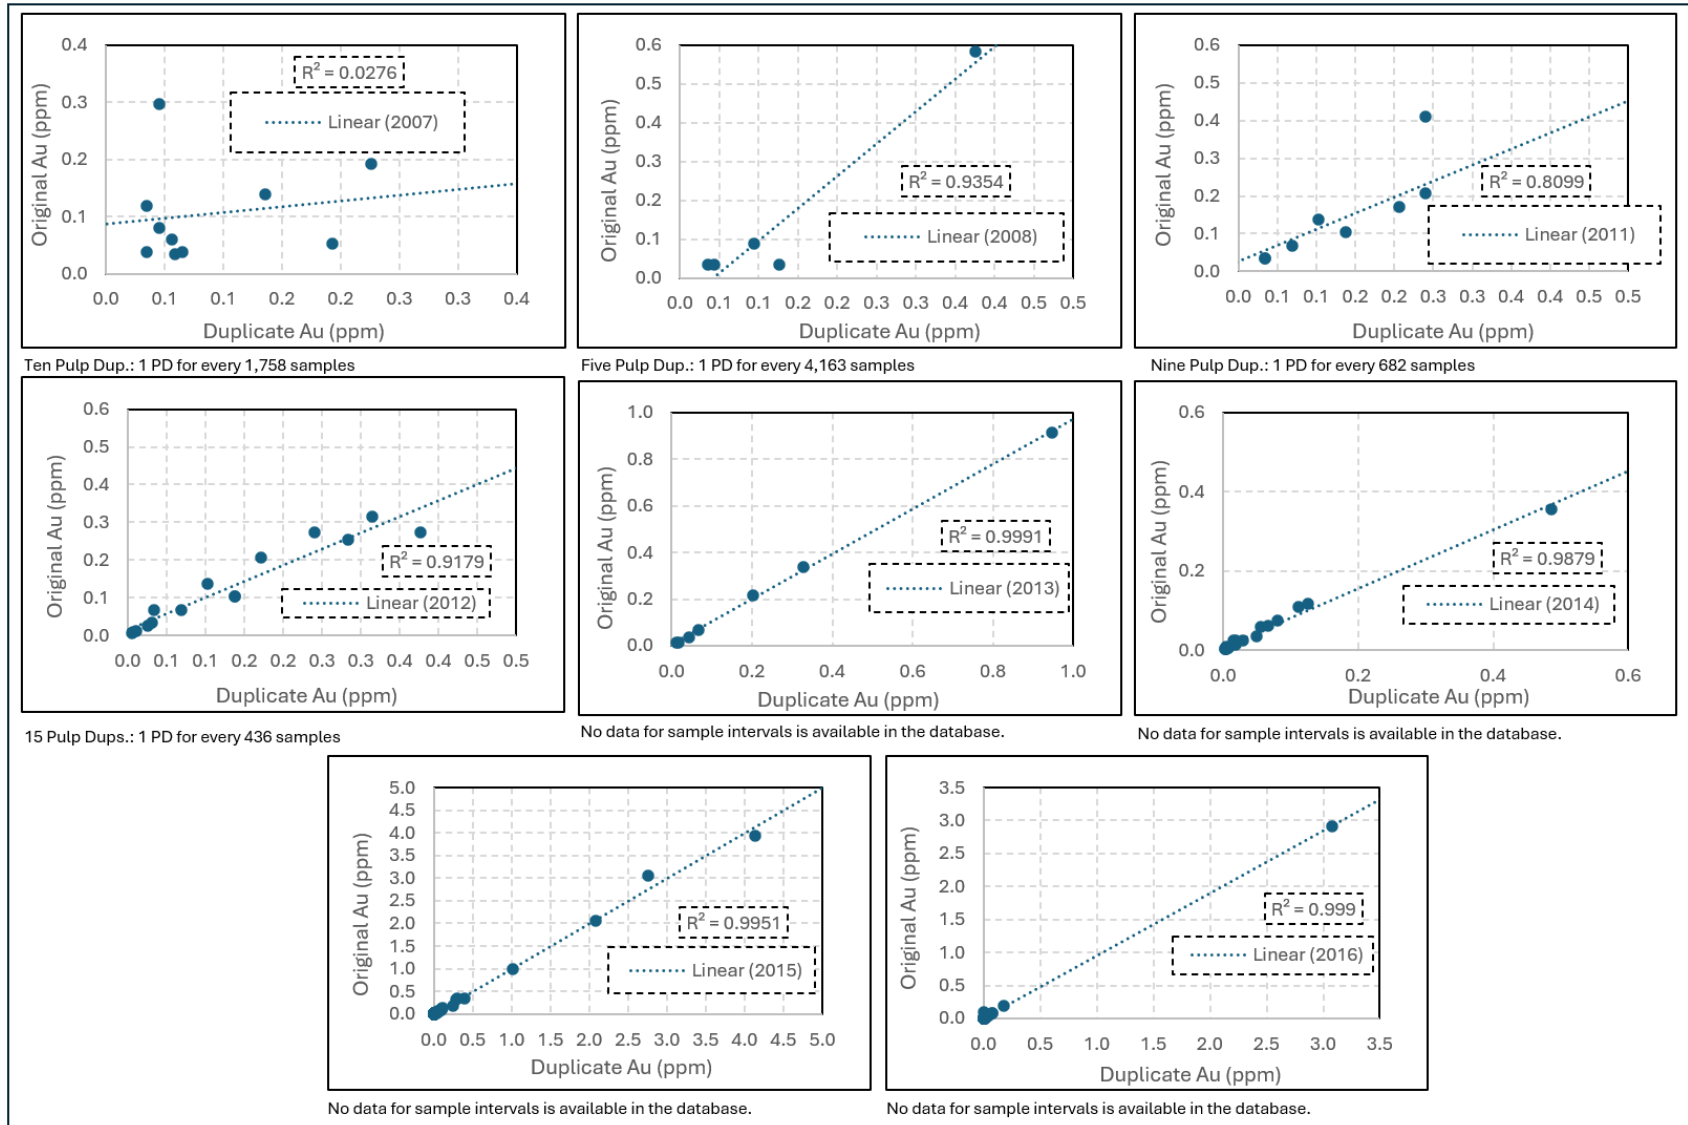 0.4
0.3
0.2
0.1
0.0
Original Au (ppm)
R² = 0.0276
Linear (2007)
0.0 0.1 0.1 0.2 0.2 0.3 0.3 0.4
Duplicate Au (ppm)
Ten Pulp Dup.: 1 PD for every 1,758 samples
0.6
0.5
0.4
0.3
0.2
0.1
0.0
Original Au (ppm)
R² = 0.9354
Linear (2008)
0.0 0.1 0.1 0.2 0.2 0.3 0.3 0.4 0.4 0.5 0.5
Duplicate Au (ppm)
Five Pulp Dup.: 1 PD for every 4,163 samples
0.6
0.5
0.4
0.3
0.2
0.1
0.0
Original Au (ppm)
R² = 0.8099
Linear (2011)
0.0 0.1 0.1 0.2 0.2 0.3 0.3 0.4 0.4 0.5 0.5
Duplicate Au (ppm)
Nine Pulp Dup.: 1 PD for every 682 samples
0.6
0.5
0.4
0.3
0.2
0.1
0.0
Original Au (ppm
R² = 0.9179
Linear (2012)
0.0 0.1 0.1 0.2 0.2 0.3 0.3 0.4 0.4 0.5 0.5
Duplicate Au (ppm)
15 Pulp Dups.: 1 PD for every 436 samples
1.0
0.8
0.6
0.4
0.2
0.0
Original Au (ppm)
R² = 0.9991
Linear (2013)
0.0 0.2 0.4 0.6 0.8 1.0
Duplicate Au (ppm)
No data for sample intervals is available in the database.
0.6
0.4
0.2
0.0
Original Au (ppm)
R² = 0.9879
Linear (2014)
0.0 0.2 0.4 0.6
Duplicate Au (ppm)
No data for sample intervals is available in the database.
5.0
4.5
4.0
3.5
3.0
2.5
2.0
1.5
1.0
0.5
0.0
Original Au (ppm)
R² = 0.9951
Linear (2015)
0.0 0.5 1.0 1.5 2.0 2.5 3.0 3.5 4.0 4.5 5.0
Duplicate Au (ppm)
No data for sample intervals is available in the database.
3.5
3.0
2.5
2.0
1.5
1.0
0.5
0.0
Original Au (ppm)
R² = 0.999
Linear (2016)
0.0 0.5 1.0 1.5 2.0 2.5 3.0 3.5
Duplicate Au (ppm)
No data for sample intervals is available in the database.